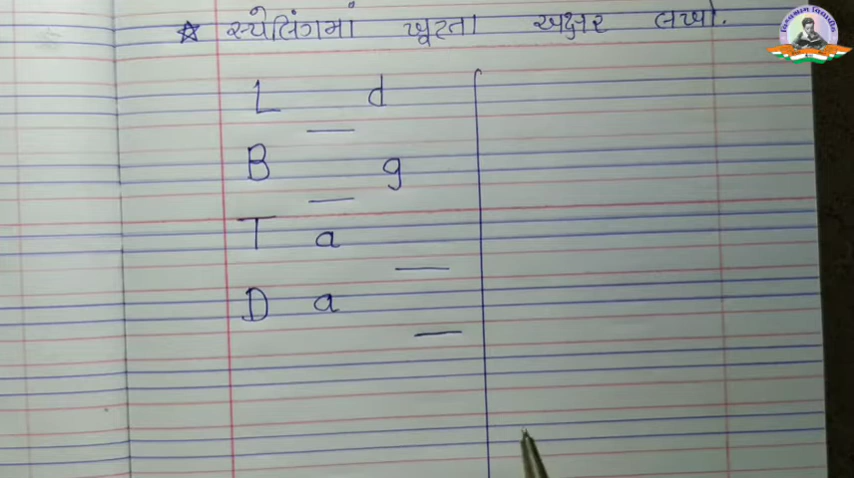 ☆ સ્પેલિંગમાં ખૂટતા અક્ષર લખો.
L _ d
B _ g
T a _
D a _